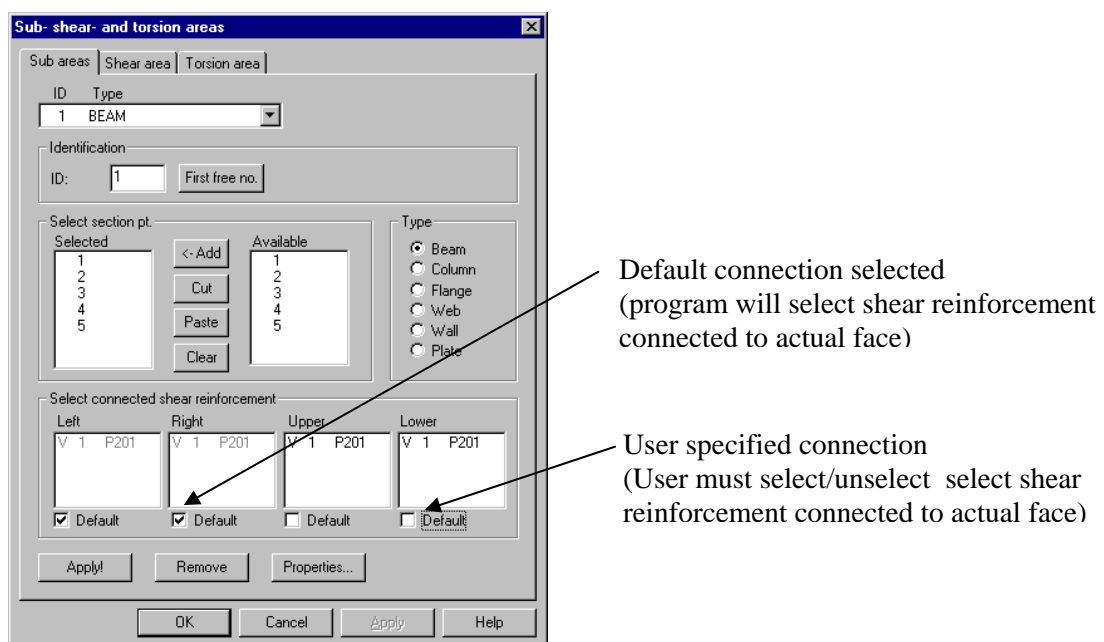 Sub- shear- and torsion areas
Sub areas Shear area Torsion area
ID Type
1 BEAM
Identification
ID: 1 First free no.
Select section pt.
Selected
1
2
3
4
5
<- Add
Cut
Paste
Clear
Available
1
2
3
4
5
Type
Beam
Column
Flange
Web
Wall
Plate
Select connected shear reinforcement
Left Right Upper Lower
V 1 P201 V 1 P201 V 1 P201 V 1 P201
Default Default Default Default
Apply! Remove Properties...
OK Cancel Apply Help
Default connection selected
(program will select shear reinforcement
connected to actual face)
User specified connection
(User must select/unselect select shear
reinforcement connected to actual face)